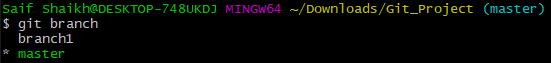 Saif Shaikh@DESKTOP-748UKDJ MINGW64 ~/Downloads/Git_Project (master)
$ git branch
  branch1
* master